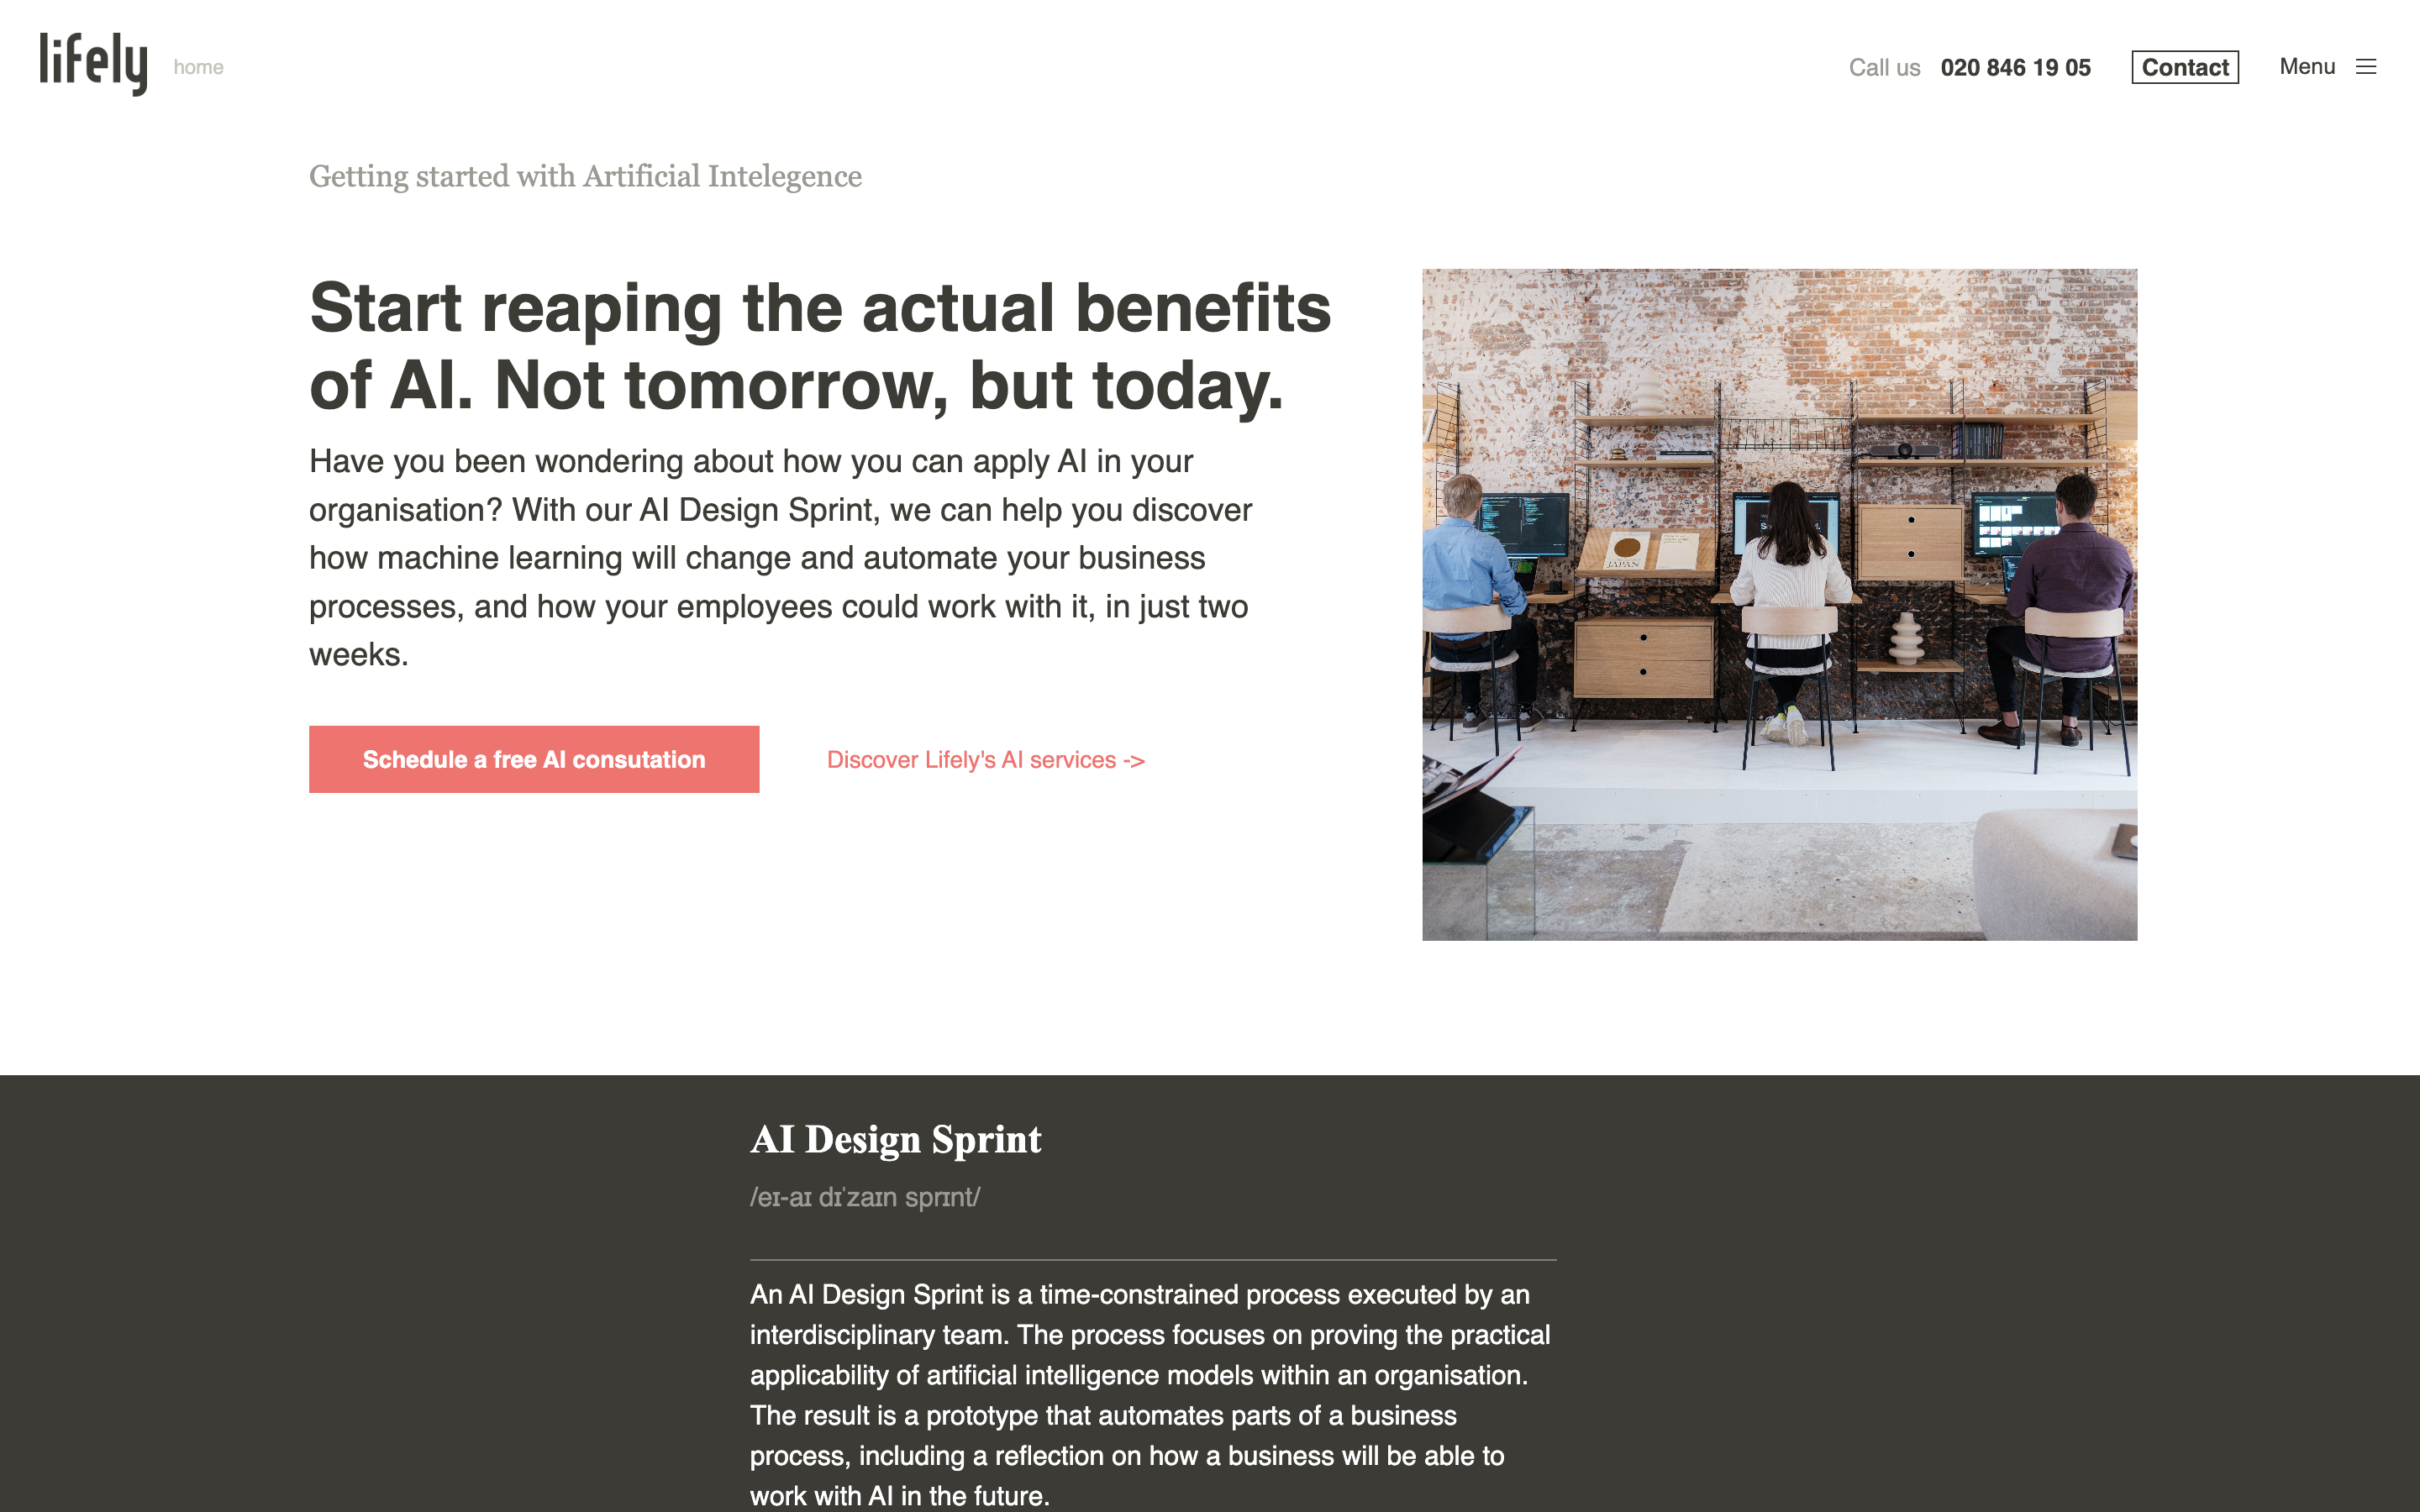 lifely
home
Call us 020 846 19 05
Contact
Menu
Getting started with Artificial Intelegence
Start reaping the actual benefits
of AI. Not tomorrow, but today.
Have you been wondering about how you can apply AI in your
organisation? With our AI Design Sprint, we can help you discover
how machine learning will change and automate your business
processes, and how your employees could work with it, in just two
weeks.
Schedule a free AI consutation
Discover Lifely's AI services ->
JAPAN
AI Design Sprint
/eɪ-aɪ dɪˈzaɪn sprɪnt/
An AI Design Sprint is a time-constrained process executed by an
interdisciplinary team. The process focuses on proving the practical
applicability of artificial intelligence models within an organisation.
The result is a prototype that automates parts of a business
process, including a reflection on how a business will be able to
work with AI in the future.